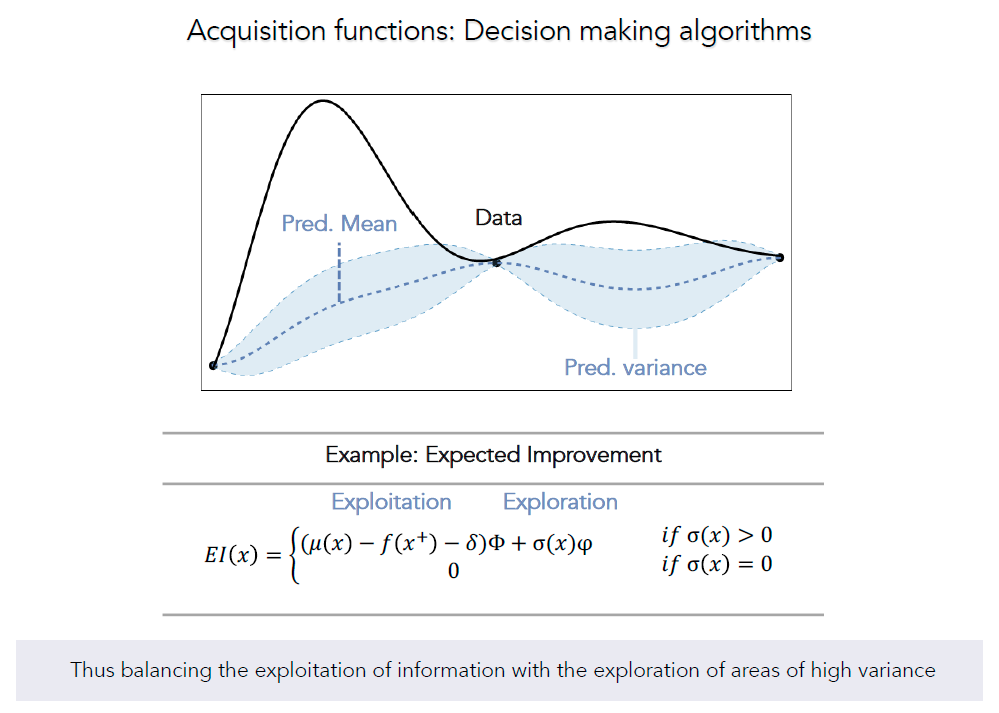 Acquisition functions: Decision making algorithms
Pred. Mean
Data
Pred. variance
Example: Expected Improvement
Exploitation Exploration
EI(x) = {(μ(x) − f(x⁺) − δ)Φ + σ(x)φ if σ(x) > 0
0 if σ(x) = 0
Thus balancing the exploitation of information with the exploration of areas of high variance